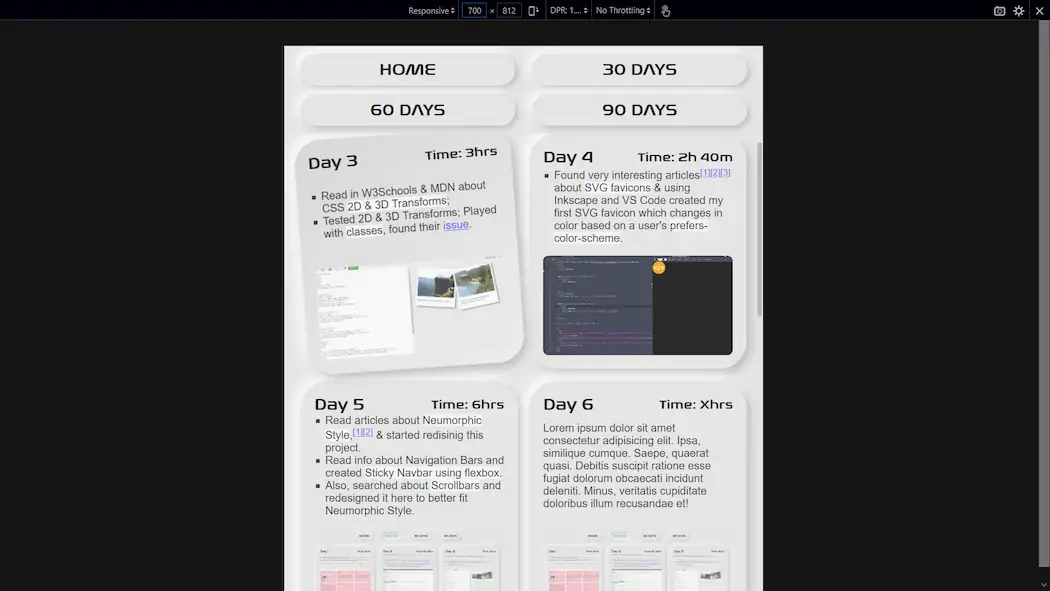 Responsive 700 × 812 DPR: 1.... No Throttling
HOME 30 DAYS
60 DAYS 90 DAYS
Day 3 Time: 3hrs
Read in W3Schools & MDN about
CSS 2D & 3D Transforms;
Tested 2D & 3D Transforms; Played
with classes, found their issue.
Day 4 Time: 2h 40m
Found very interesting articles[1][2][3]
about SVG favicons & using
Inkscape and VS Code created my
first SVG favicon which changes in
color based on a user's prefers-
color-scheme.
Day 5 Time: 6hrs
Read articles about Neumorphic
Style,[1][2] & started redisinig this
project.
Read info about Navigation Bars and
created Sticky Navbar using flexbox.
Also, searched about Scrollbars and
redesigned it here to better fit
Neumorphic Style.
Day 6 Time: Xhrs
Lorem ipsum dolor sit amet
consectetur adipisicing elit. Ipsa,
similique cumque. Saepe, quaerat
quasi. Debitis suscipit ratione esse
fugiat dolorum obcaecati incidunt
deleniti. Minus, veritatis cupiditate
doloribus illum recusandae et!